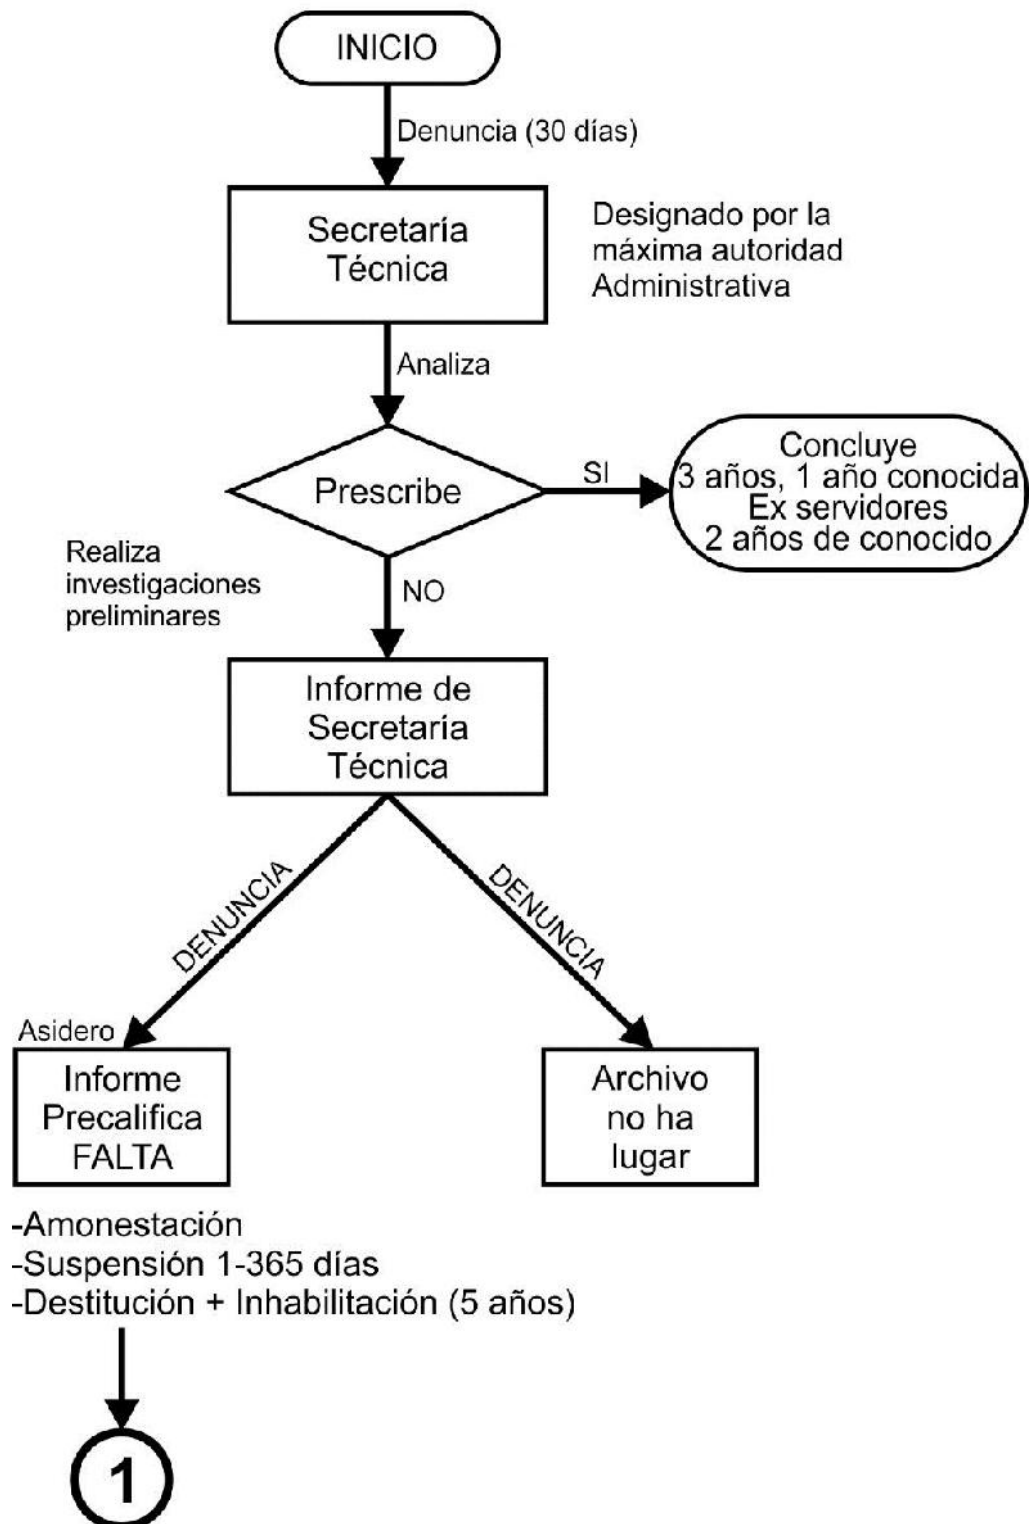 INICIO
Denuncia (30 días)
Secretaría
Técnica
Designado por la
máxima autoridad
Administrativa
Analiza
Prescribe
SI
Concluye
3 años, 1 año conocida
Ex servidores
2 años de conocido
Realiza
investigaciones
preliminares
NO
Informe de
Secretaría
Técnica
DENUNCIA
DENUNCIA
Asidero
Informe
Precalifica
FALTA
Archivo
no ha
lugar
-Amonestación
-Suspensión 1-365 días
-Destitución + Inhabilitación (5 años)
1